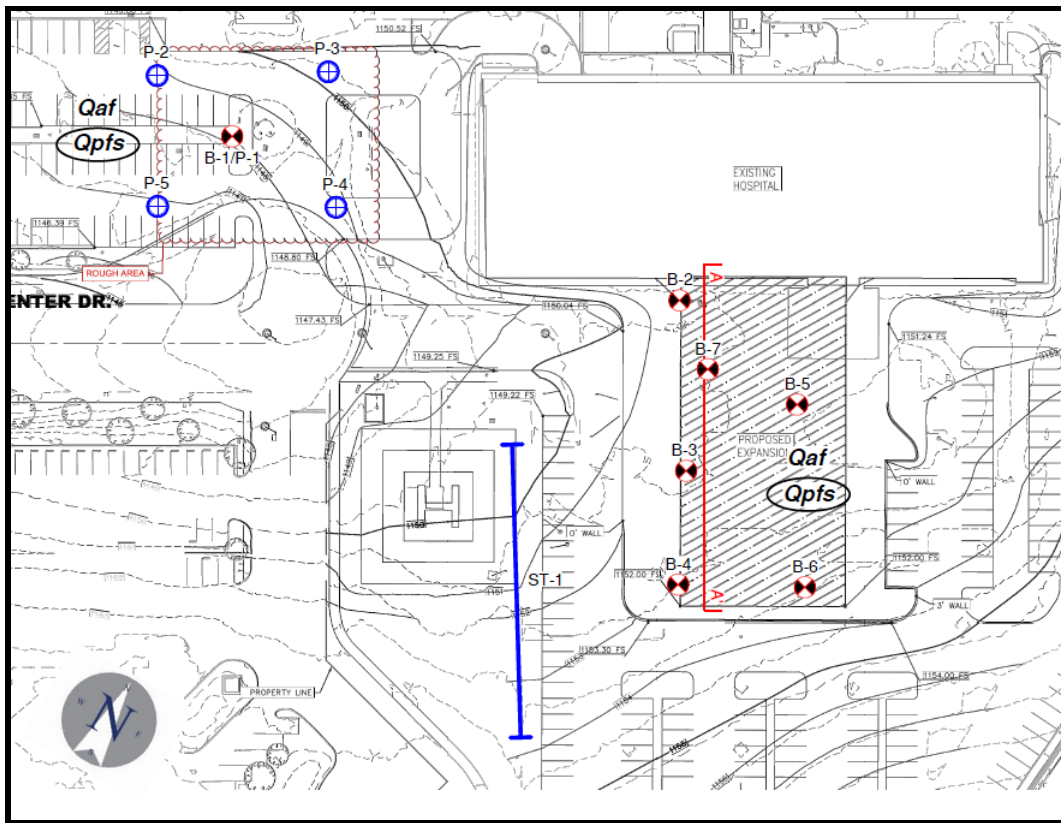 1150.52 FS
P-2
P-3
Qaf
Qpfs
1150
B-1/P-1
P-5
P-4
EXISTING
HOSPITAL
1146.39 FS
1148.80 FS
ROUGH AREA
ENTER DR.
A
B-2
1147.43 FS
1150.04 FS
1151.24 FS
B-7
1149.25 FS
1149.22 FS
B-5
PROPOSED
EXPANSION
Qaf
B-3
Qpfs
0' WALL
1150
0' WALL
ST-1
1152.00 FS
B-4
B-6
1152.00 FS
1151
A'
3' WALL
1153.30 FS
1154.00 FS
1154
PROPERTY LINE
N
W
E